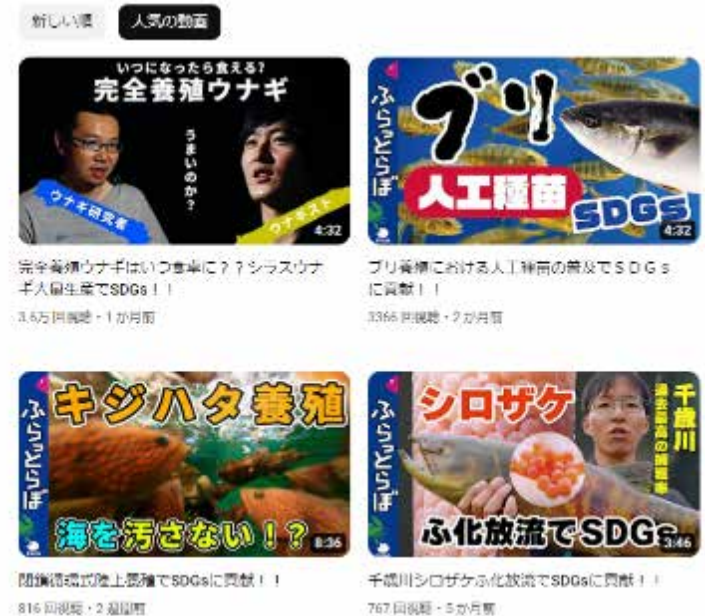 新しい順
人気の動画
いつになったら食える?
完全養殖ウナギ
うまいのか?
ウナギ研究者
ウナギスト
4:32
ふらっとらぼ
ブリ
人工種苗
SDGs
4:32
完全養殖ウナギはいつ食卓に??シラスウナ
ギ大量生産でSDGs!!
3.6万 回視聴・1 か月前
ブリ養殖における人工種苗の普及でSDGs
に貢献!!
3366 回視聴・2 か月前
ふらっとらぼ
キジハタ養殖
海を汚さない!?
8:36
ふらっとらぼ
シロザケ
千歳川
過去最高の捕獲率
ふ化放流でSDGs
3:46
閉鎖循環式陸上養殖でSDGsに貢献!!
816 回視聴・2 週間前
千歳川シロザケふ化放流でSDGsに貢献!!
767 回視聴・5 か月前